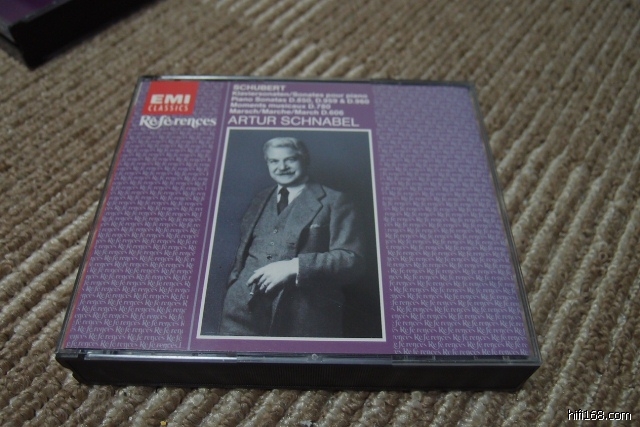 EMI
CLASSICS
Références
SCHUBERT
Klaviersonaten/Sonates pour piano
Piano Sonatas D.850, D.959 & D.960
Moments musicaux D.780
Marsch/Marche/March D.606
ARTUR SCHNABEL
hifi168.com